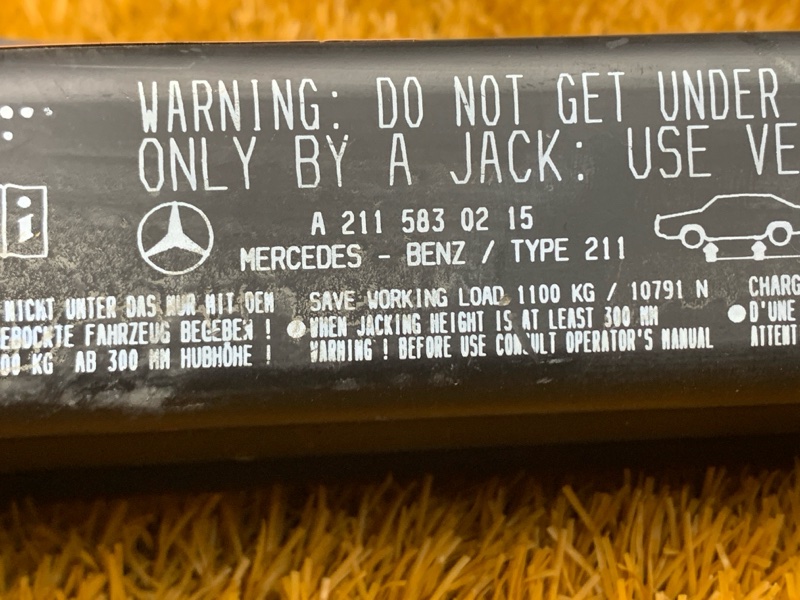 WARNING: DO NOT GET UNDER
ONLY BY A JACK: USE VE
A 211 583 02 15
MERCEDES - BENZ / TYPE 211
NICKT UNTER DAS NUR MIT DEM
EBOCKTE FAHRZEUG BEGEBEN !
00 KG AB 300 MM HUBHÖHE !
SAVE WORKING LOAD 1100 KG / 10791 N
WHEN JACKING HEIGHT IS AT LEAST 300 MM
WARNING ! BEFORE USE CONSULT OPERATOR'S MANUAL
CHARG
D'UNE
ATTENT